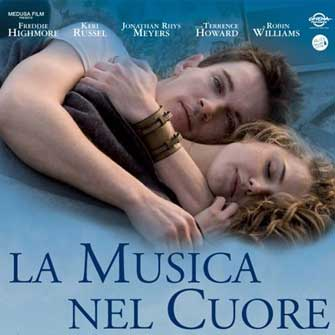 MEDUSA FILM
FREDDIE HIGHMORE
KERI RUSSEL
JONATHAN RHYS MEYERS
TERRENCE HOWARD
ROBIN WILLIAMS
LA MUSICA
NEL CUORE